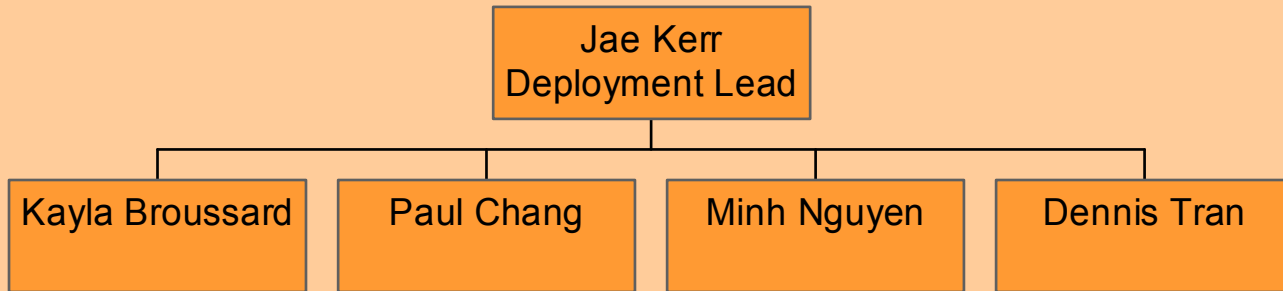 Jae Kerr
Deployment Lead
Kayla Broussard
Paul Chang
Minh Nguyen
Dennis Tran